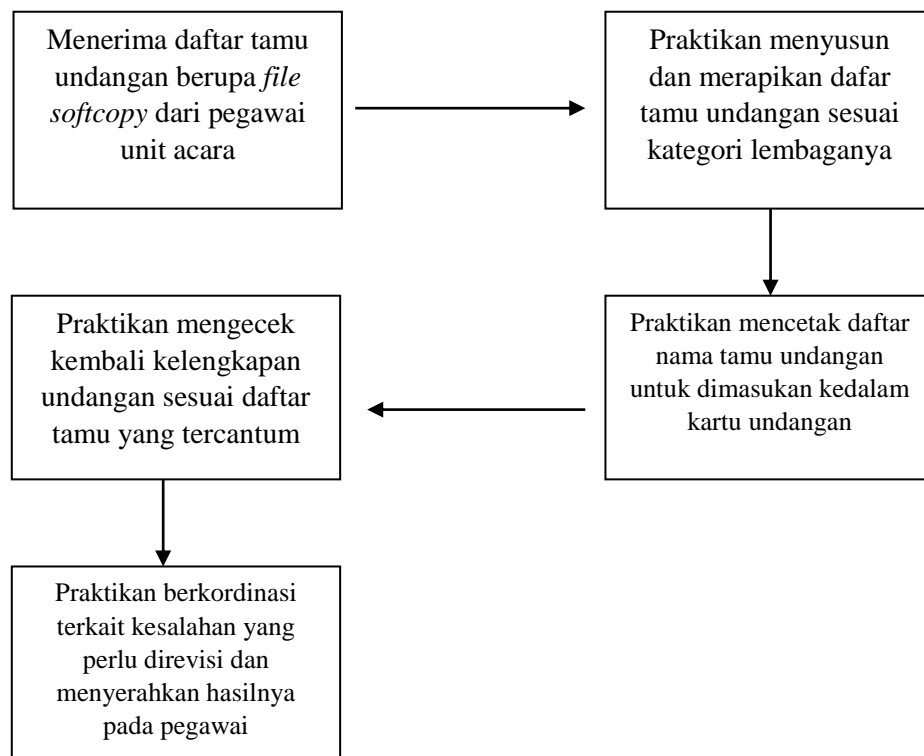 Menerima daftar tamu
undangan berupa file
softcopy dari pegawai
unit acara
Praktikan menyusun
dan merapikan dafar
tamu undangan sesuai
kategori lembaganya
Praktikan mencetak daftar
nama tamu undangan
untuk dimasukan kedalam
kartu undangan
Praktikan mengecek
kembali kelengkapan
undangan sesuai daftar
tamu yang tercantum
Praktikan berkordinasi
terkait kesalahan yang
perlu direvisi dan
menyerahkan hasilnya
pada pegawai